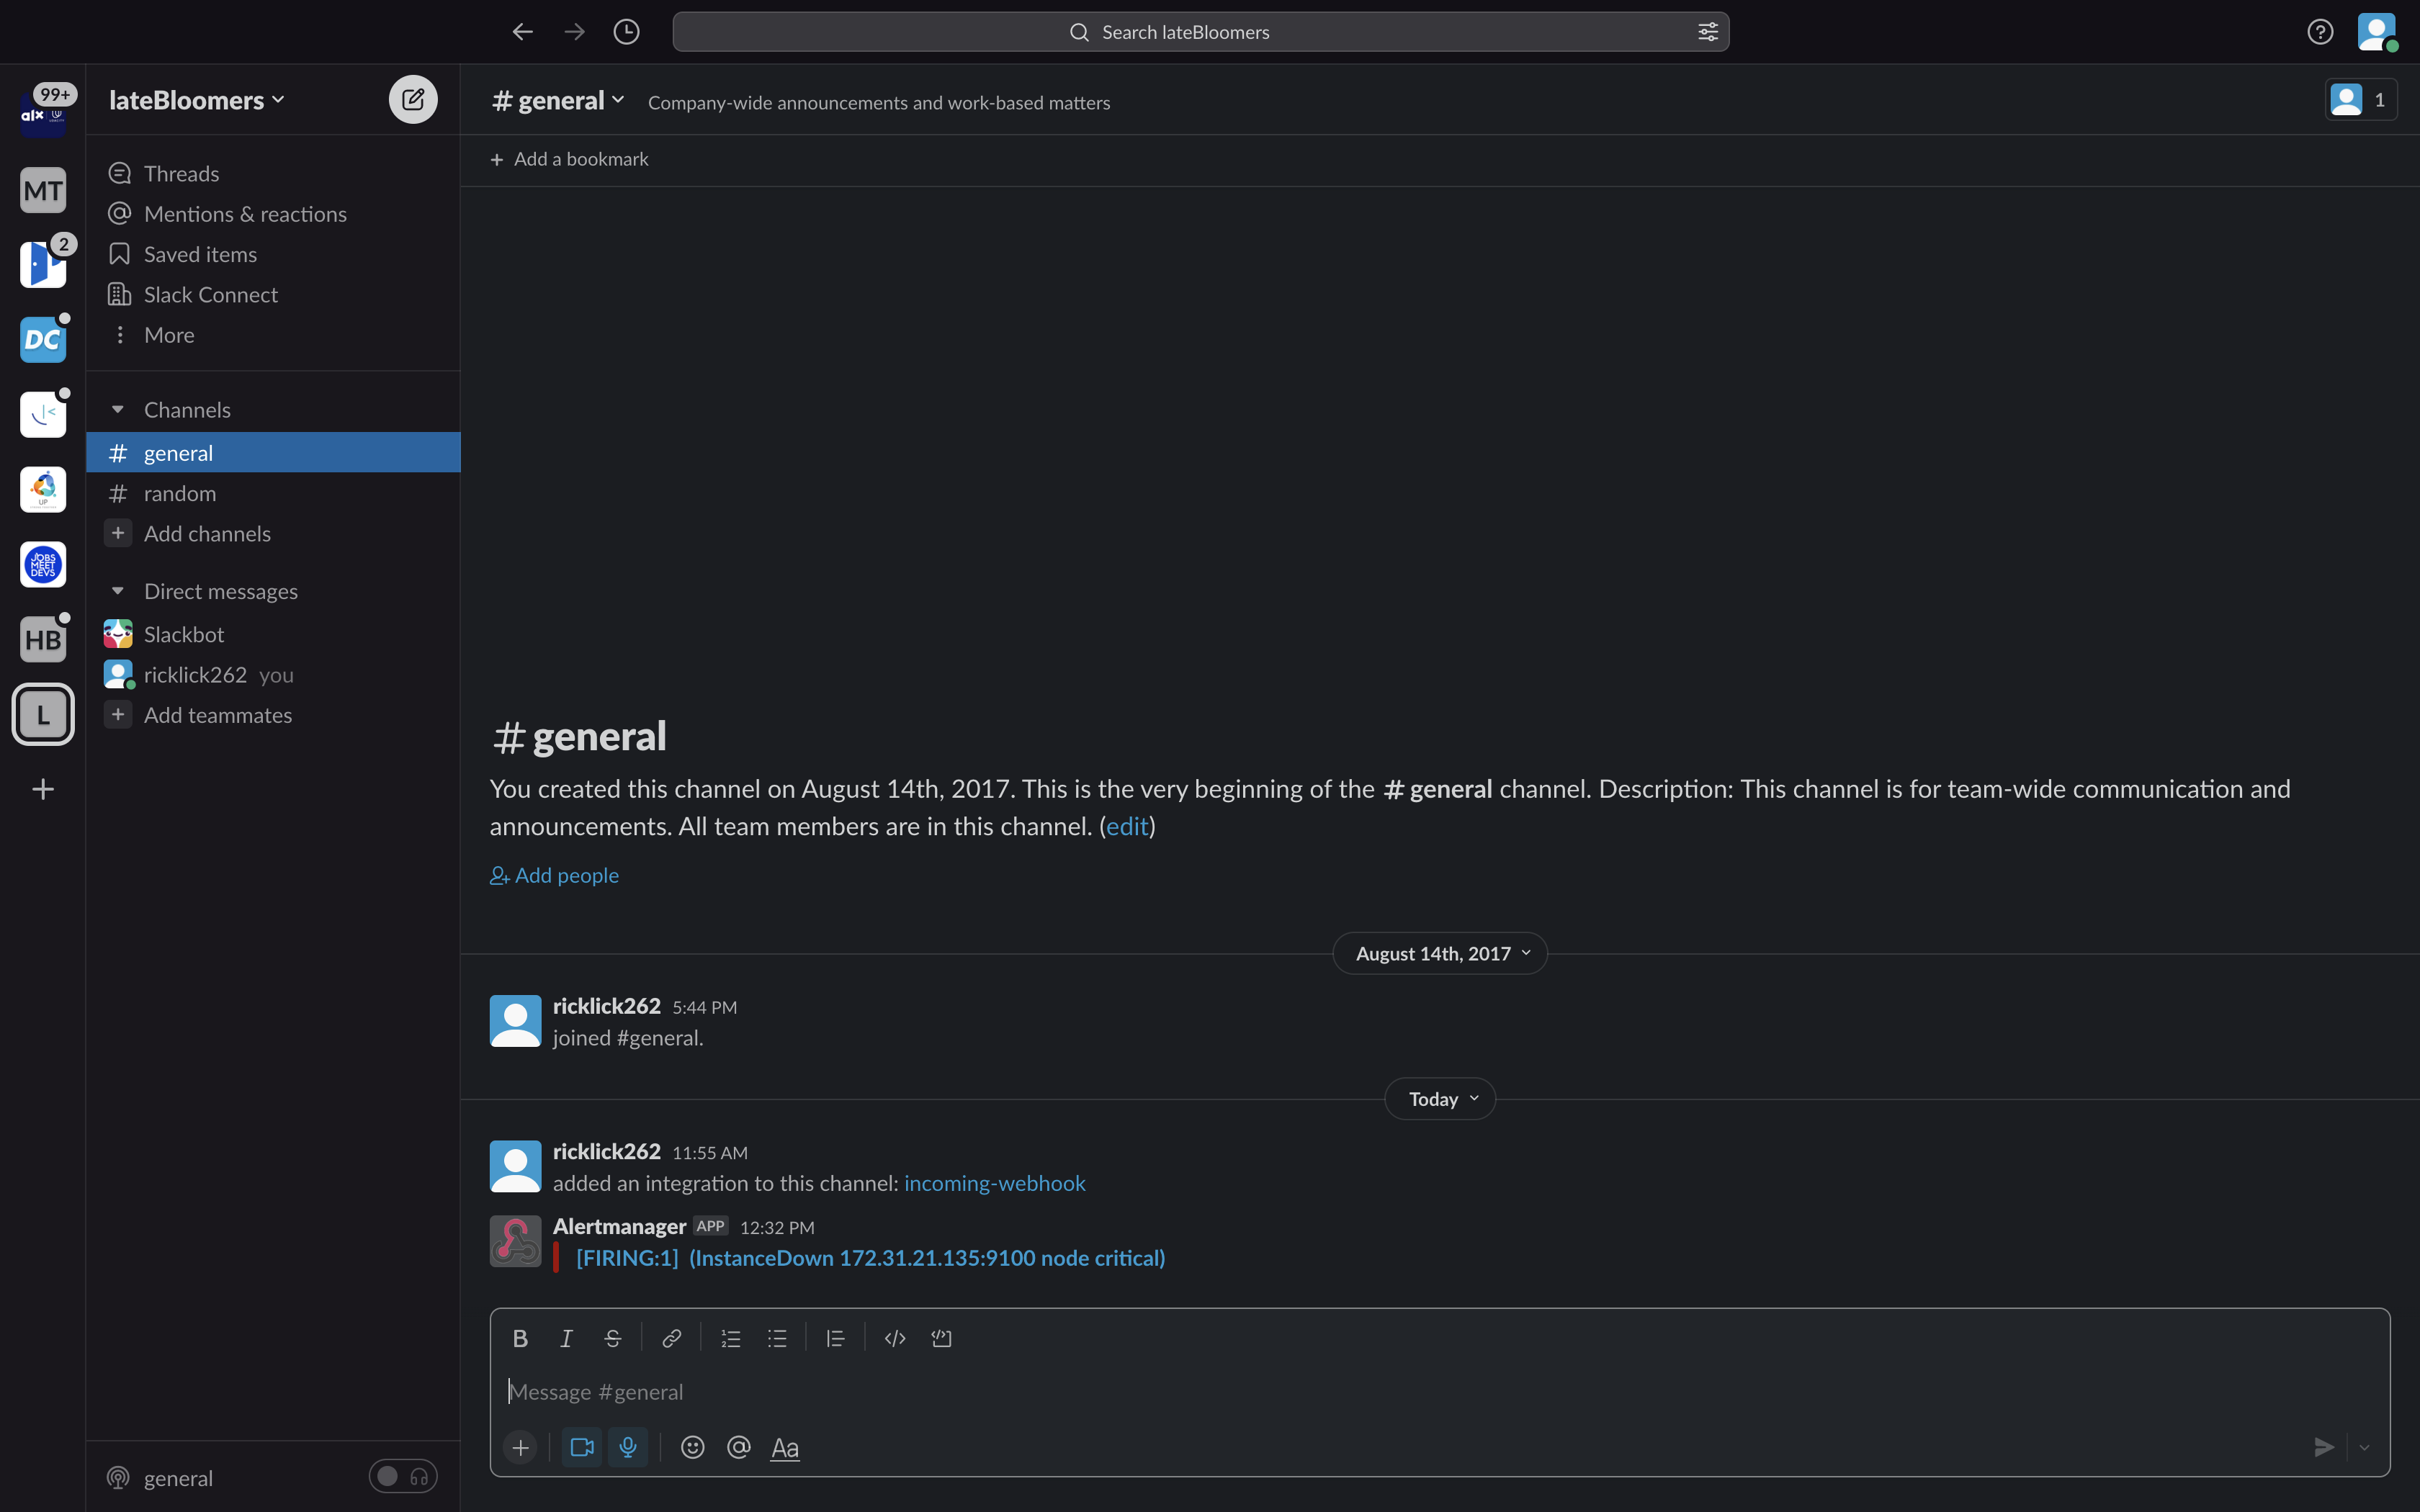 Search lateBloomers
99+
alx
MT
2
DC
UP
JOBS
MEET
DEVS
HB
L
lateBloomers
Threads
Mentions & reactions
Saved items
Slack Connect
More
Channels
# general
# random
+ Add channels
Direct messages
Slackbot
ricklick262 you
+ Add teammates
general
# general
Company-wide announcements and work-based matters
1
+ Add a bookmark
# general
You created this channel on August 14th, 2017. This is the very beginning of the # general channel. Description: This channel is for team-wide communication and
announcements. All team members are in this channel. (edit)
Add people
August 14th, 2017
ricklick262 5:44 PM
joined #general.
Today
ricklick262 11:55 AM
added an integration to this channel: incoming-webhook
Alertmanager APP 12:32 PM
[FIRING:1] (InstanceDown 172.31.21.135:9100 node critical)
B I S
Message #general
+ @ Aa